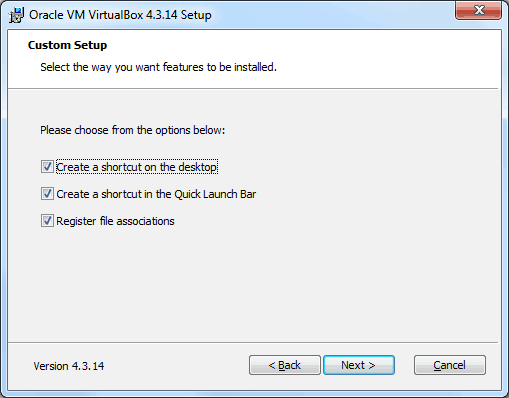 Oracle VM VirtualBox 4.3.14 Setup
Custom Setup
Select the way you want features to be installed.
Please choose from the options below:
Create a shortcut on the desktop
Create a shortcut in the Quick Launch Bar
Register file associations
Version 4.3.14
< Back
Next >
Cancel